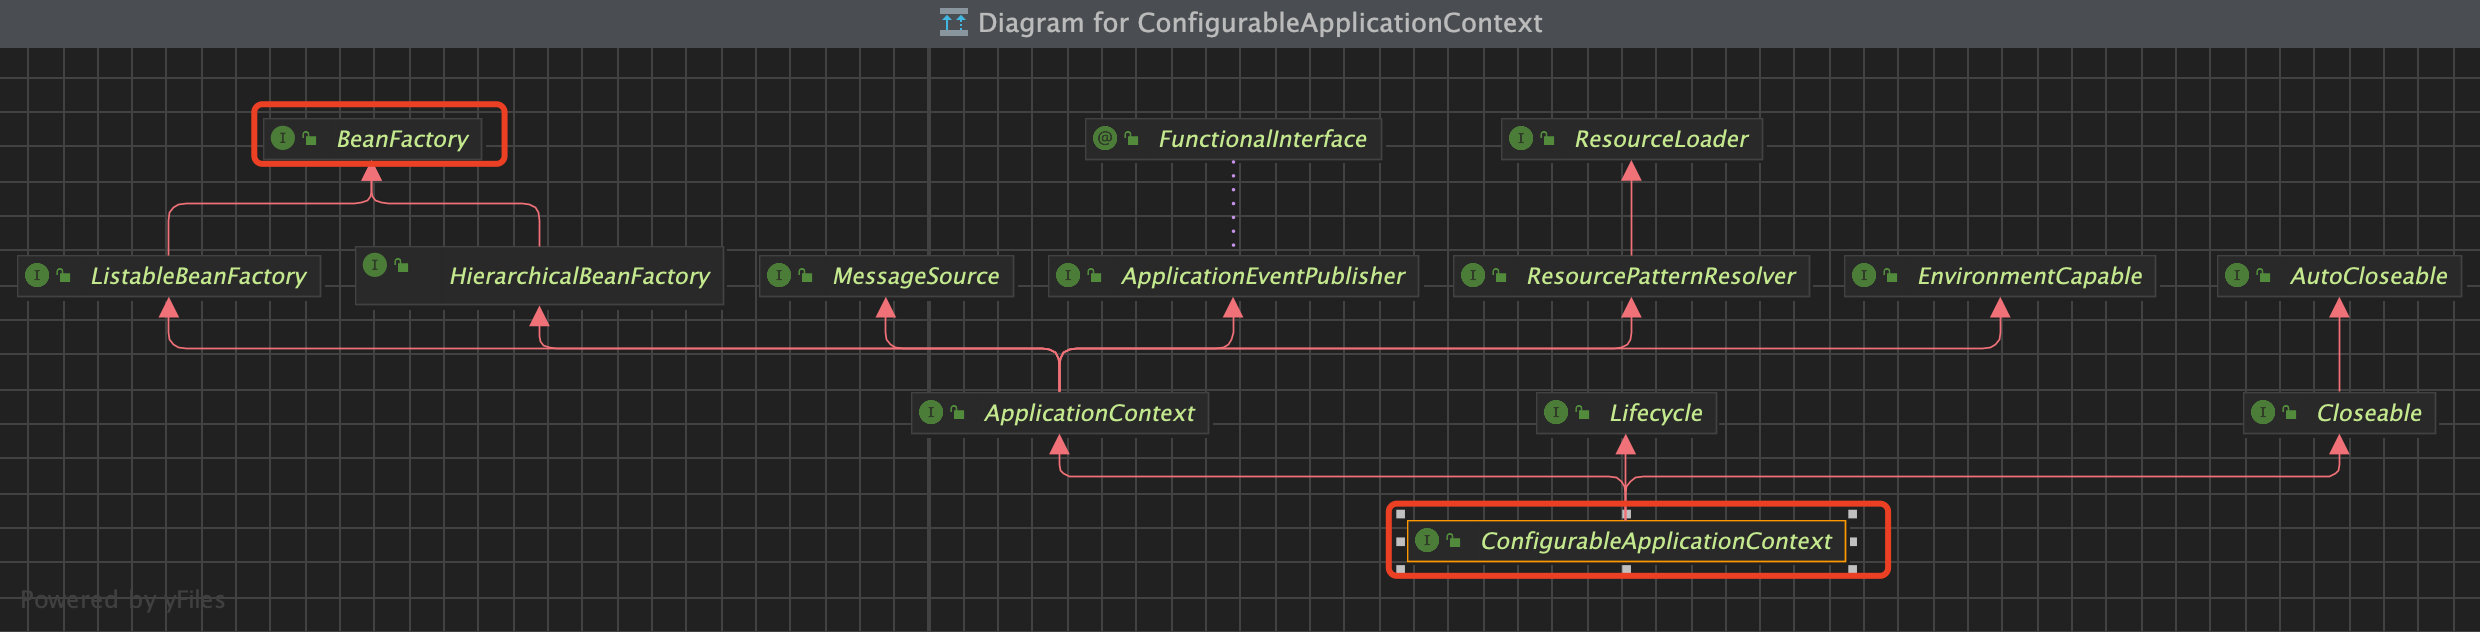 Diagram for ConfigurableApplicationContext
BeanFactory
FunctionalInterface
ResourceLoader
ListableBeanFactory
HierarchicalBeanFactory
MessageSource
ApplicationEventPublisher
ResourcePatternResolver
EnvironmentCapable
AutoCloseable
ApplicationContext
Lifecycle
Closeable
ConfigurableApplicationContext
Powered by yFiles